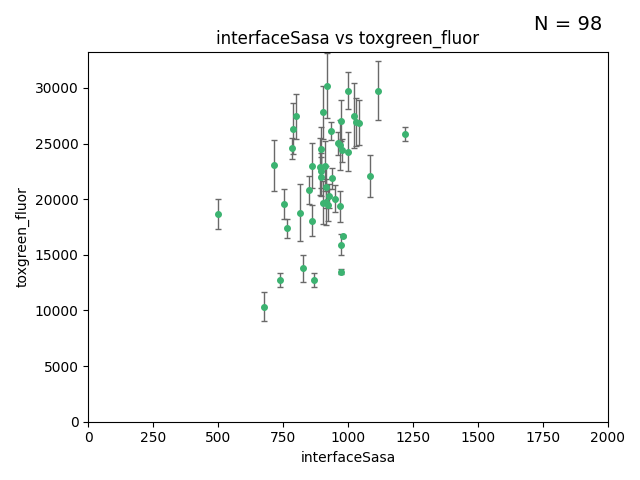 N = 98
interfaceSasa vs toxgreen_fluor
30000
25000
20000
15000
10000
5000
0
toxgreen_fluor
0 250 500 750 1000 1250 1500 1750 2000
interfaceSasa